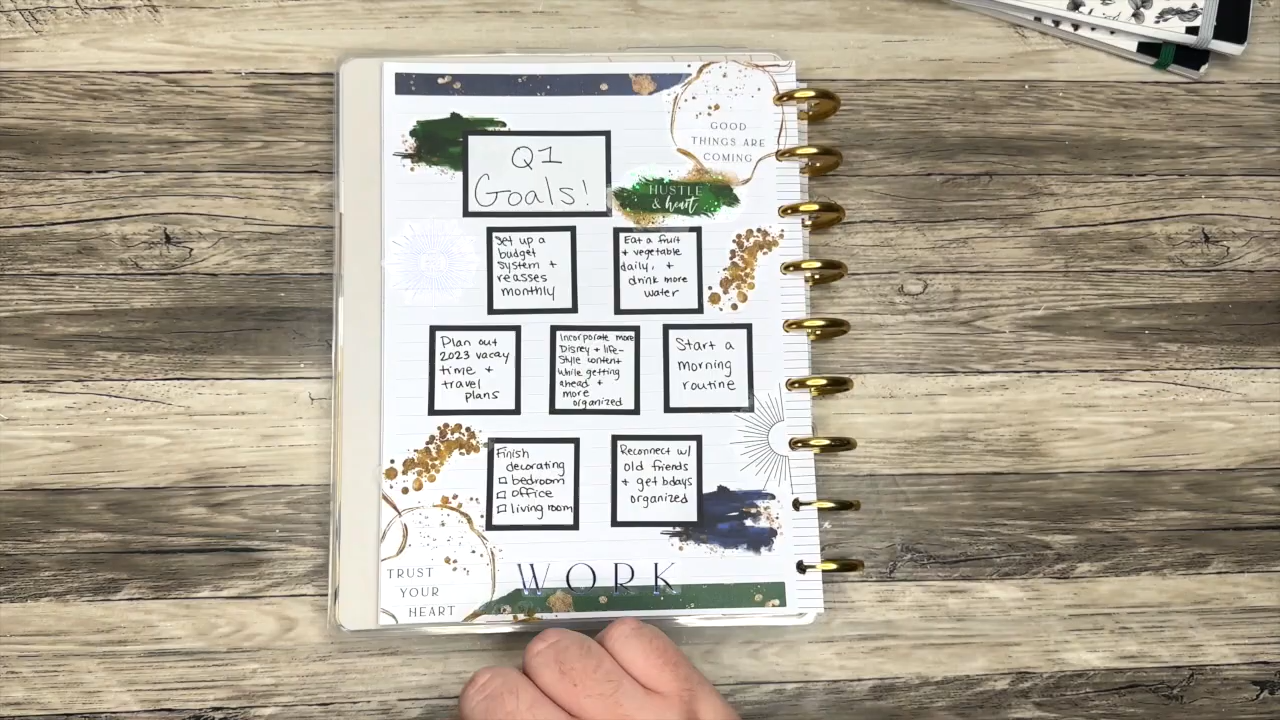 GOOD
THINGS ARE
COMING
Q1
Goals!
HUSTLE
& heart
Set up a
budget
system +
reasses
monthly
Eat a fruit
+ vegetable
daily, +
drink more
water
Plan out
2023 vacay
time +
travel
plans
Incorporate more
Disney + life-
style content
while getting
ahead +
more
organized
Start a
morning
routine
Finish
decorating
bedroom
office
living room
Reconnect w/
old friends
+ get bdays
organized
TRUST
YOUR
HEART
WORK